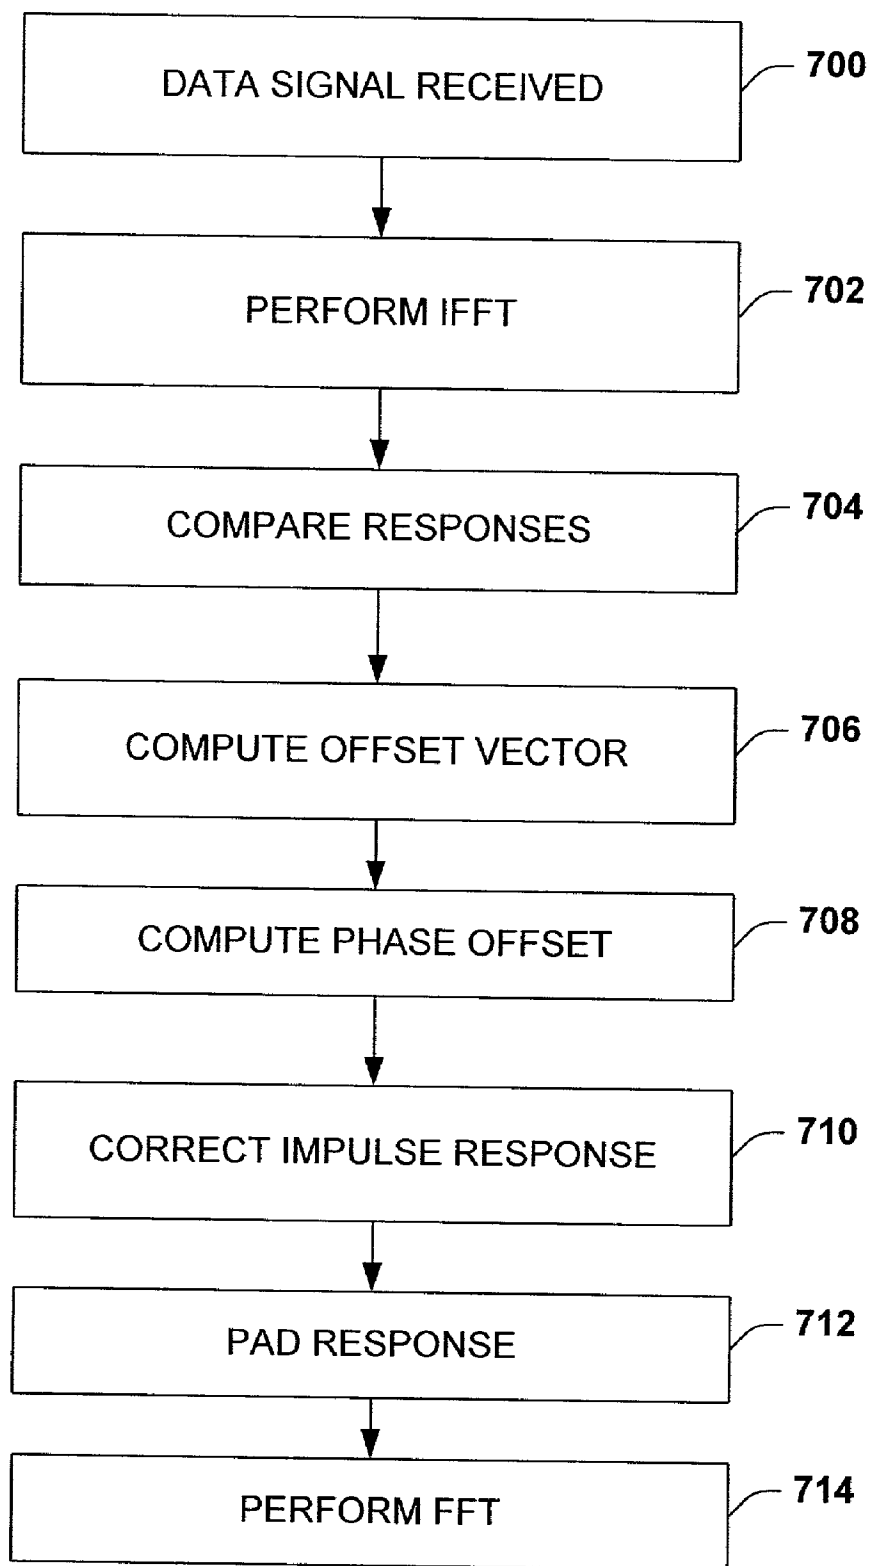 DATA SIGNAL RECEIVED
700
PERFORM IFFT
702
COMPARE RESPONSES
704
COMPUTE OFFSET VECTOR
706
COMPUTE PHASE OFFSET
708
CORRECT IMPULSE RESPONSE
710
PAD RESPONSE
712
PERFORM FFT
714